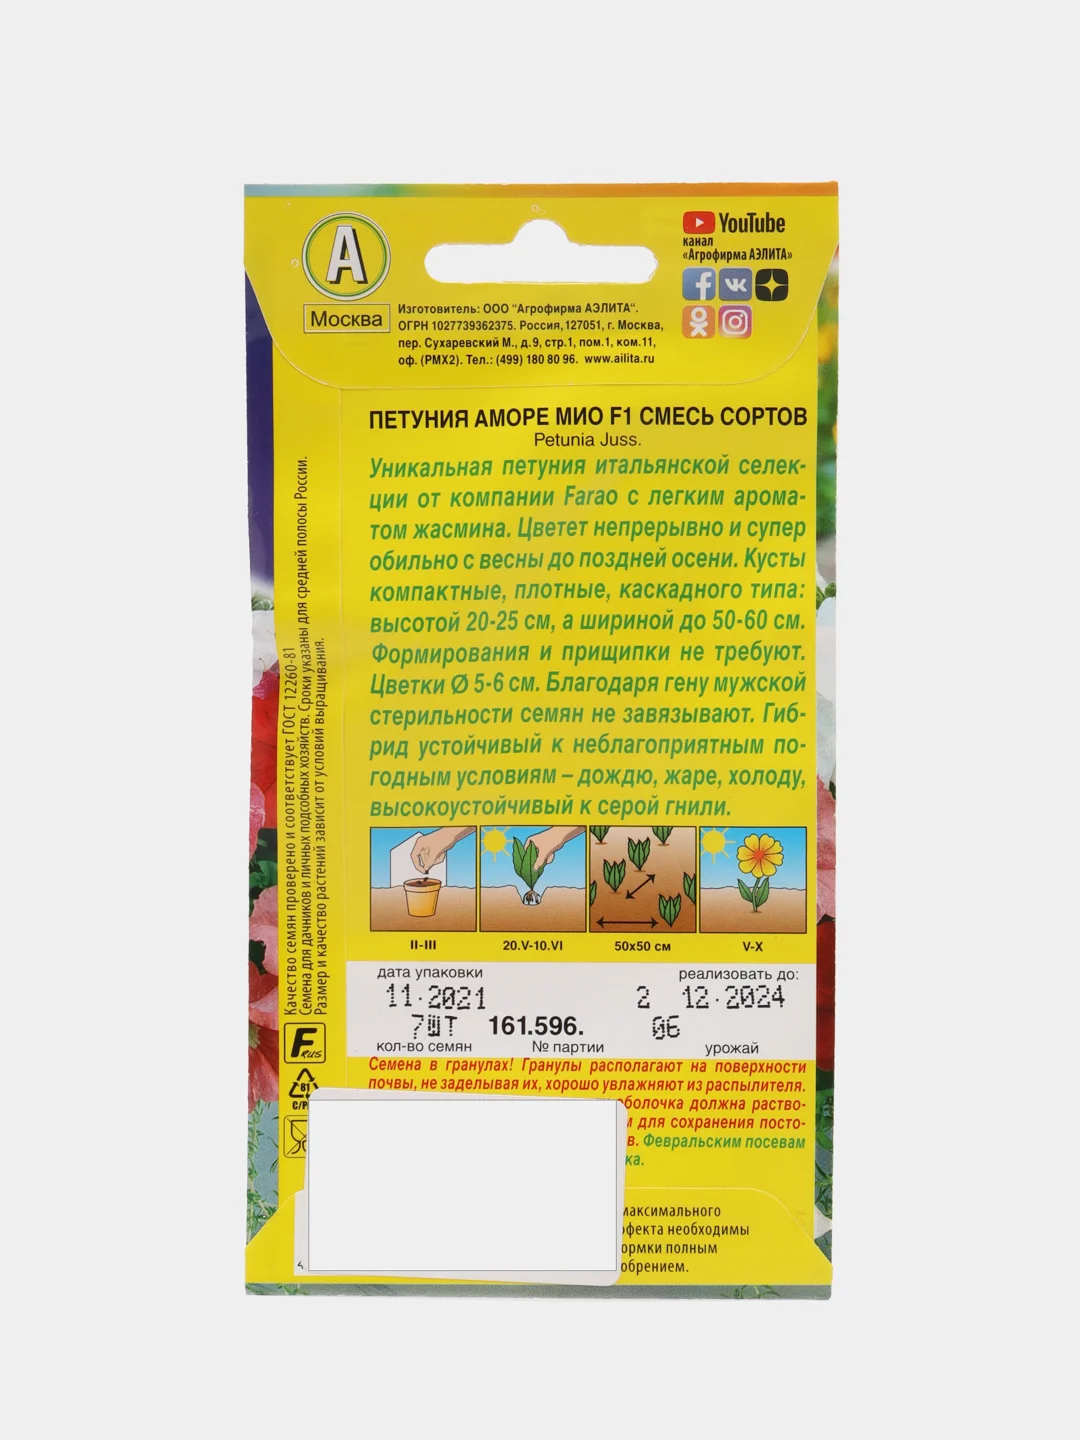 А
Москва
YouTube
канал
«Агрофирма АЭЛИТА»
Изготовитель: ООО "Агрофирма АЭЛИТА".
ОГРН 1027739362375. Россия, 127051, г. Москва,
пер. Сухаревский М., д.9, стр.1, пом.1, ком.11,
оф. (РМХ2). Тел.: (499) 180 80 96. www.ailita.ru
ПЕТУНИЯ АМОРЕ МИО F1 СМЕСЬ СОРТОВ
Petunia Juss.
Уникальная петуния итальянской селек-
ции от компании Farao с легким арома-
том жасмина. Цветет непрерывно и супер
обильно с весны до поздней осени. Кусты
компактные, плотные, каскадного типа:
высотой 20-25 см, а шириной до 50-60 см.
Формирования и прищипки не требуют.
Цветки Ø 5-6 см. Благодаря гену мужской
стерильности семян не завязывают. Гиб-
рид устойчивый к неблагоприятным по-
годным условиям – дождю, жаре, холоду,
высокоустойчивый к серой гнили.
II-III
20.V-10.VI
50х50 см
V-X
дата упаковки
реализовать до:
11.2021
2 12.2024
7ШТ 161.596. 06
кол-во семян № партии урожай
Семена в гранулах! Гранулы располагают на поверхности
почвы, не заделывая их, хорошо увлажняют из распылителя.
оболочка должна раство-
для сохранения посто-
в. Февральским посевам
ка.
максимального
фекта необходимы
ормки полным
обрением.
Качество семян проверено и соответствует ГОСТ 12260-81
Семена для дачников и личных подсобных хозяйств. Сроки указаны для средней полосы России.
Размер и качество растений зависит от условий выращивания.
F RUS
81
C/PA
4